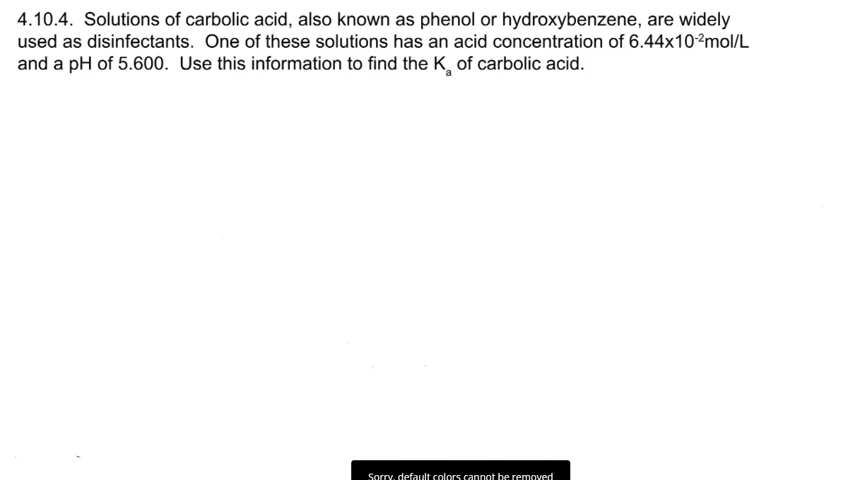 4.10.4.  Solutions of carbolic acid, also known as phenol or hydroxybenzene, are widely
used as disinfectants.  One of these solutions has an acid concentration of 6.44x10⁻²mol/L
and a pH of 5.600.  Use this information to find the Kₐ of carbolic acid.
Sorry, default colors cannot be removed